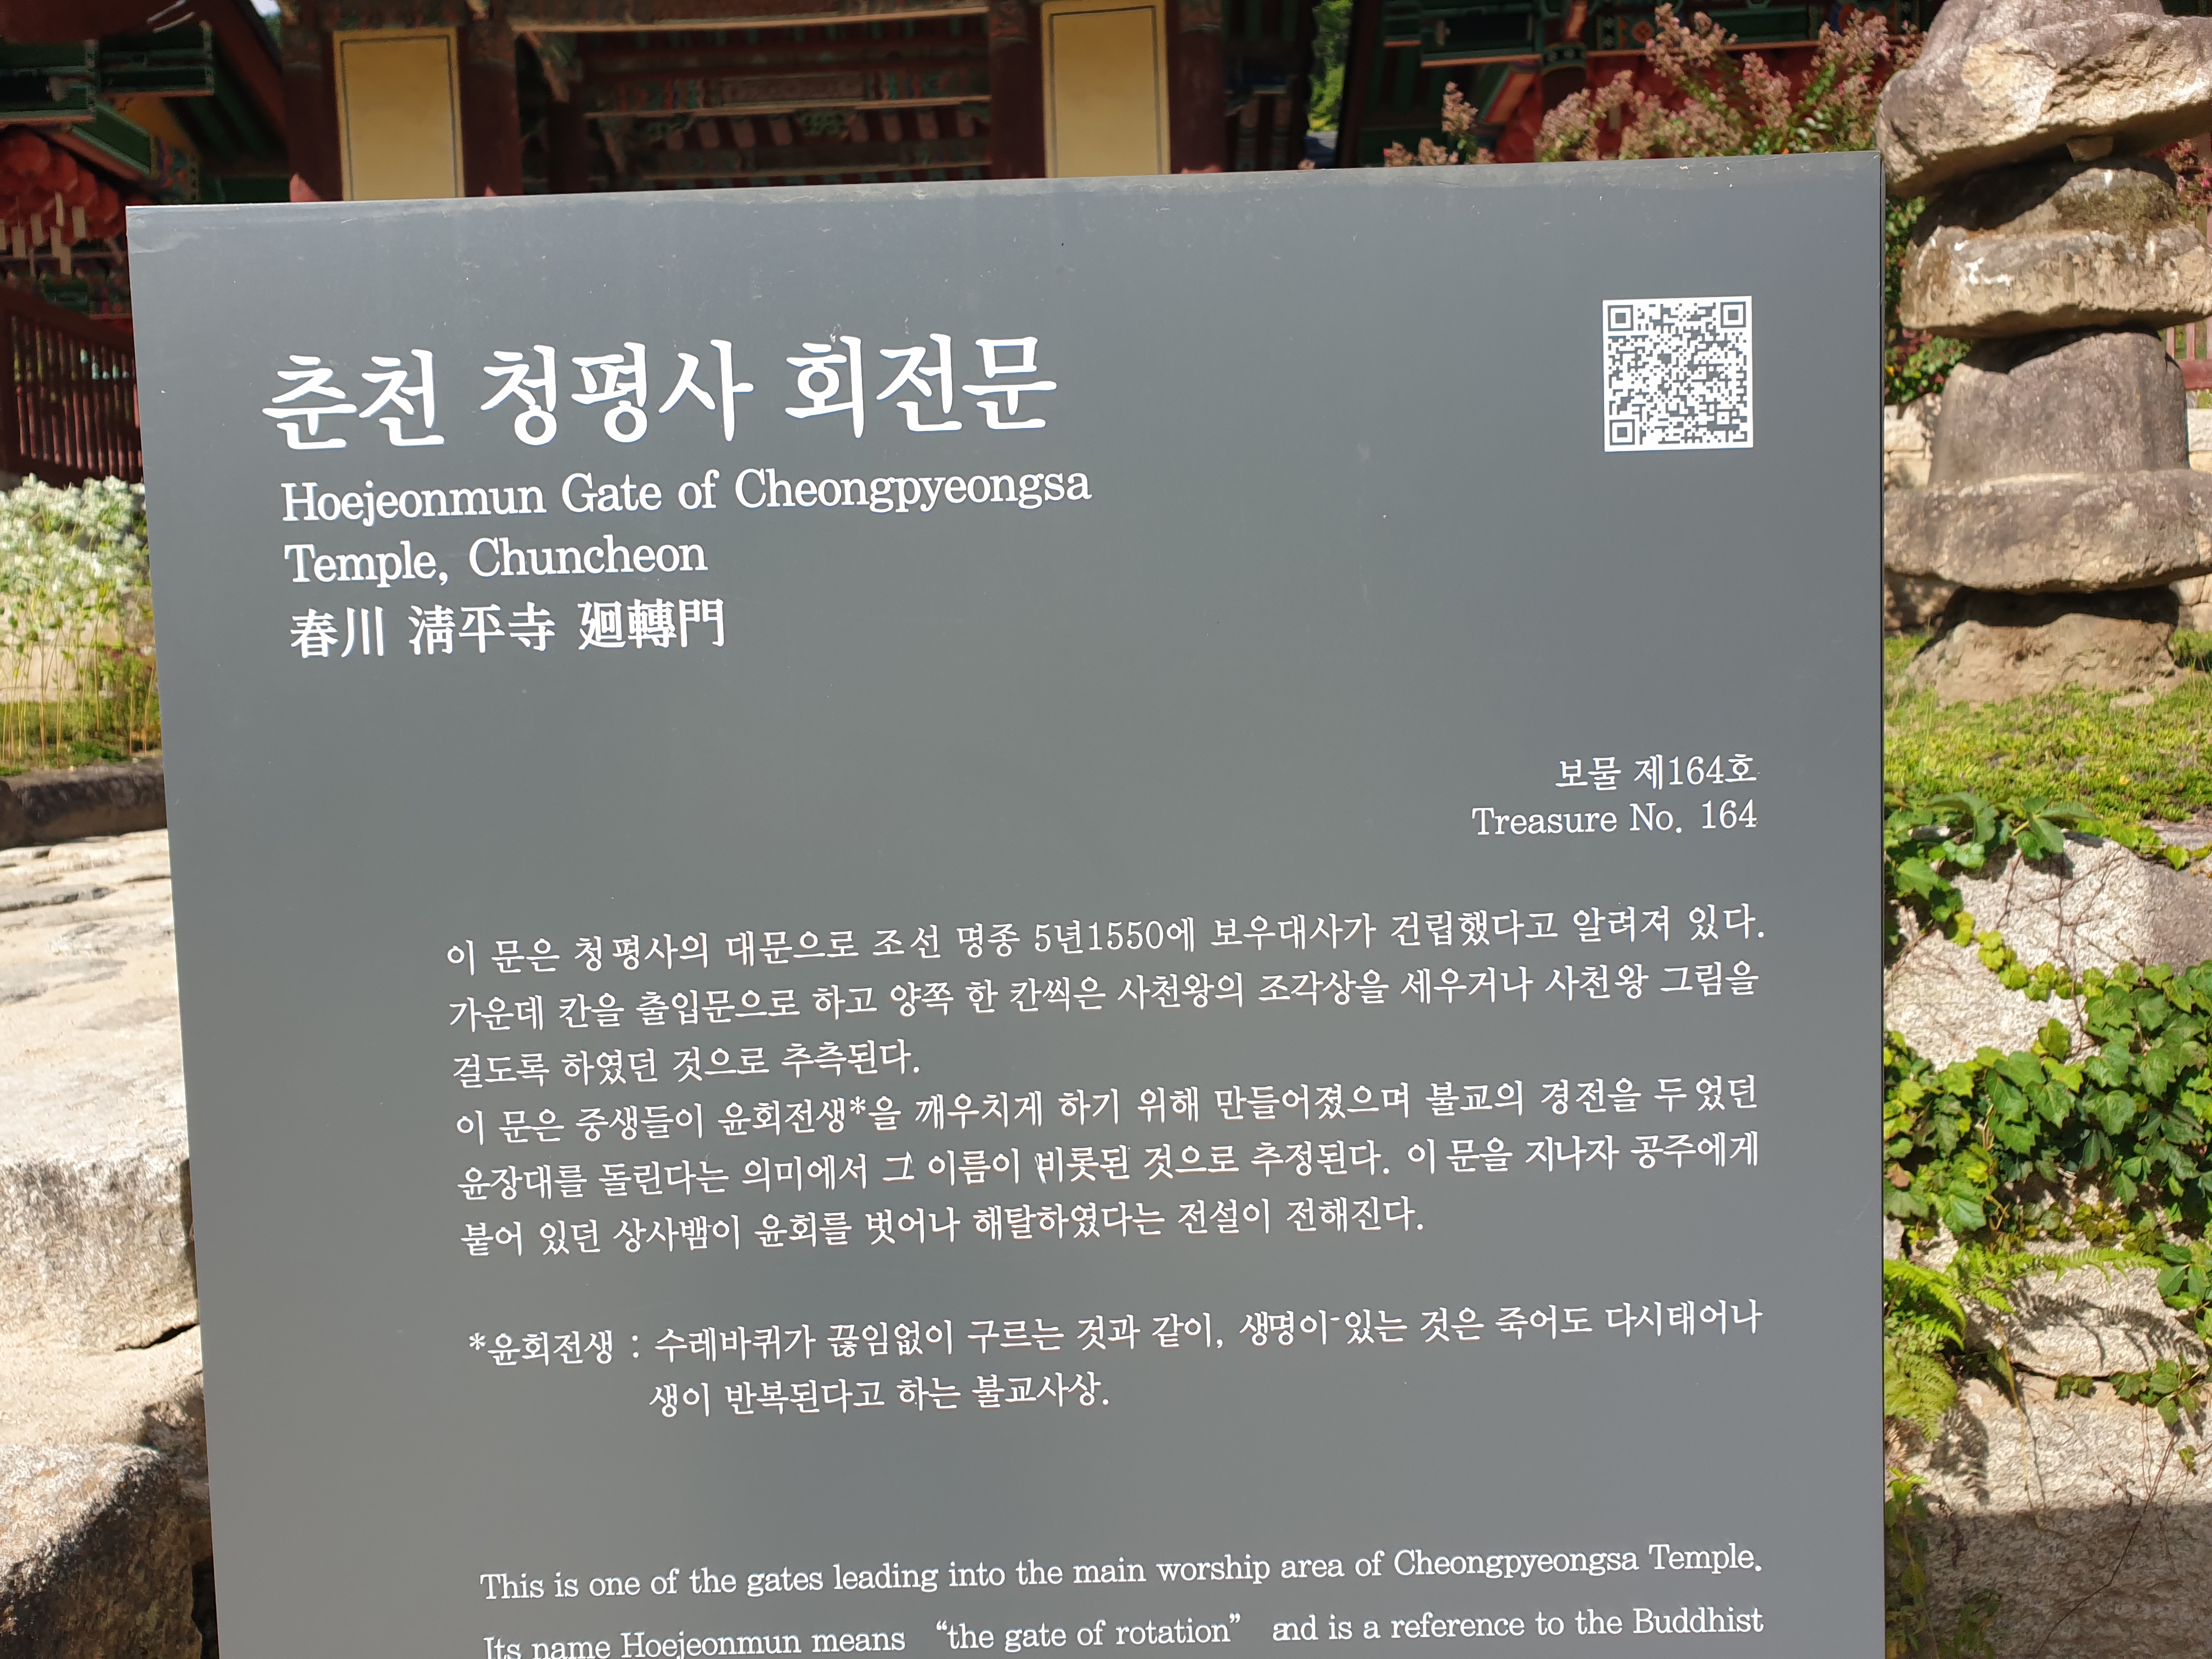 춘천 청평사 회전문
Hoejeonmun Gate of Cheongpyeongsa
Temple, Chuncheon
春川 淸平寺 廻轉門
보물 제164호
Treasure No. 164
이 문은 청평사의 대문으로 조선 명종 5년1550에 보우대사가 건립했다고 알려져 있다.
가운데 칸을 출입문으로 하고 양쪽 한 칸씩은 사천왕의 조각상을 세우거나 사천왕 그림을
걸도록 하였던 것으로 추측된다.
이 문은 중생들이 윤회전생*을 깨우치게 하기 위해 만들어졌으며 불교의 경전을 두었던
윤장대를 돌린다는 의미에서 그 이름이 비롯된 것으로 추정된다. 이 문을 지나자 공주에게
붙어 있던 상사뱀이 윤회를 벗어나 해탈하였다는 전설이 전해진다.
*윤회전생 : 수레바퀴가 끊임없이 구르는 것과 같이, 생명이 있는 것은 죽어도 다시태어나
생이 반복된다고 하는 불교사상.
This is one of the gates leading into the main worship area of Cheongpyeongsa Temple.
Its name Hoejeonmun means “the gate of rotation” and is a reference to the Buddhist